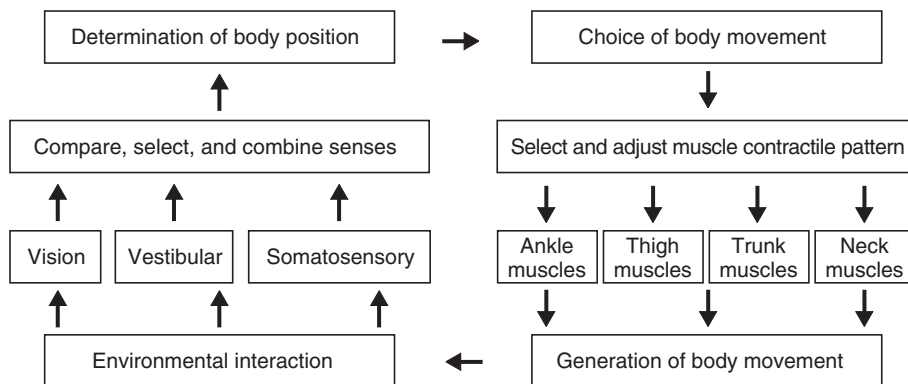 Determination of body position
Choice of body movement
Compare, select, and combine senses
Select and adjust muscle contractile pattern
Vision
Vestibular
Somatosensory
Ankle
muscles
Thigh
muscles
Trunk
muscles
Neck
muscles
Environmental interaction
Generation of body movement